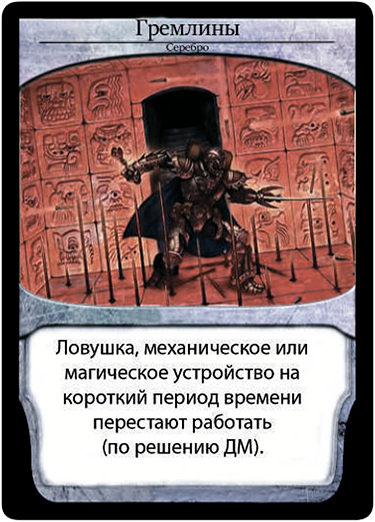 Гремлины
Серебро
Ловушка, механическое или
магическое устройство на
короткий период времени
перестают работать
(по решению ДМ).